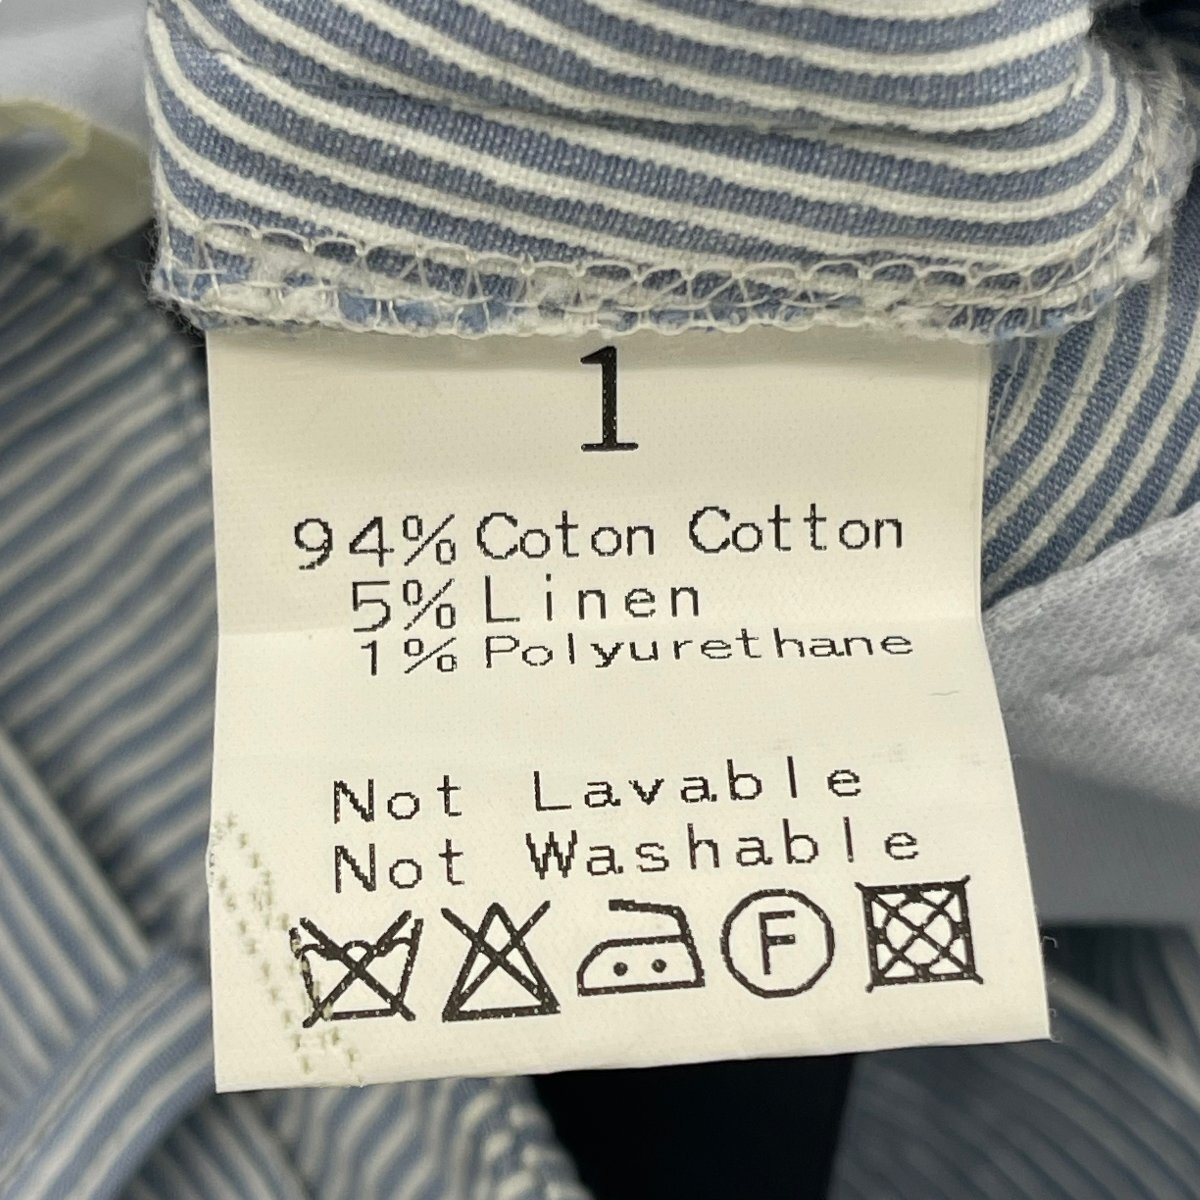 1
94% Coton Cotton
5% Linen
1% Polyurethane
Not Lavable
Not Washable
F